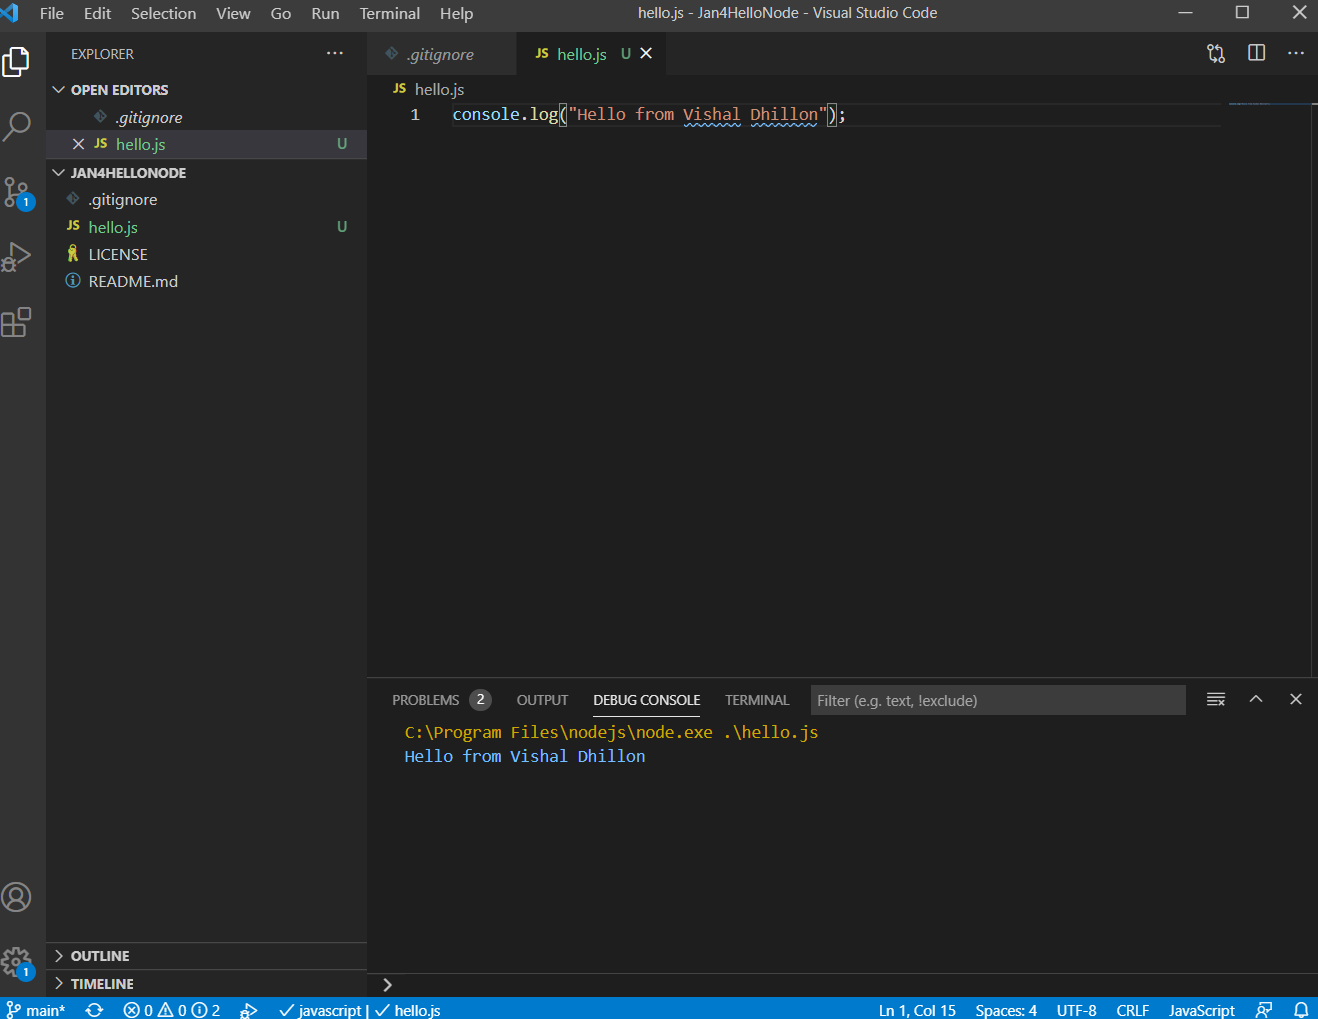 File Edit Selection View Go Run Terminal Help hello.js - Jan4HelloNode - Visual Studio Code
EXPLORER
OPEN EDITORS
.gitignore
JS hello.js U
JAN4HELLONODE
.gitignore
JS hello.js U
LICENSE
README.md
1
1
OUTLINE
TIMELINE
.gitignore JS hello.js U
JS hello.js
1 console.log("Hello from Vishal Dhillon");
PROBLEMS 2 OUTPUT DEBUG CONSOLE TERMINAL Filter (e.g. text, !exclude)
C:\Program Files\nodejs\node.exe .\hello.js
Hello from Vishal Dhillon
main* 0 0 2 javascript | hello.js Ln 1, Col 15 Spaces: 4 UTF-8 CRLF JavaScript